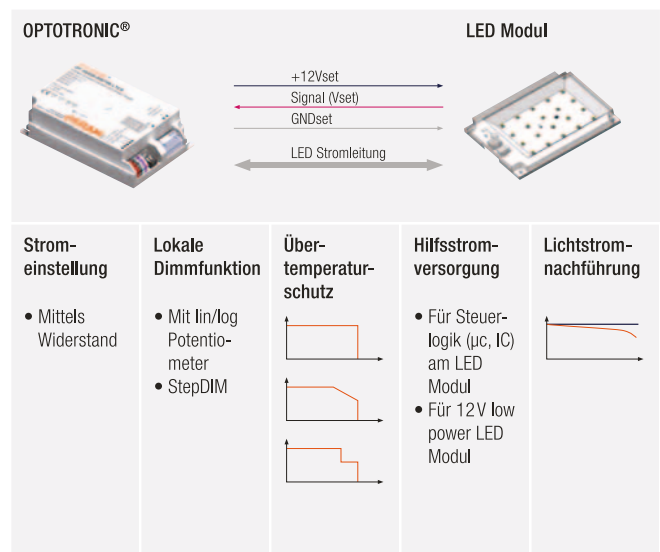 OPTOTRONIC®
LED Modul
+12Vset
Signal (Vset)
GNDset
LED Stromleitung
Strom-
einstellung
• Mittels
Widerstand
Lokale
Dimmfunktion
• Mit lin/log
Potentio-
meter
• StepDIM
Über-
temperatur-
schutz
Hilfsstrom-
versorgung
• Für Steuer-
logik (µc, IC)
am LED
Modul
• Für 12 V low
power LED
Modul
Lichtstrom-
nachführung